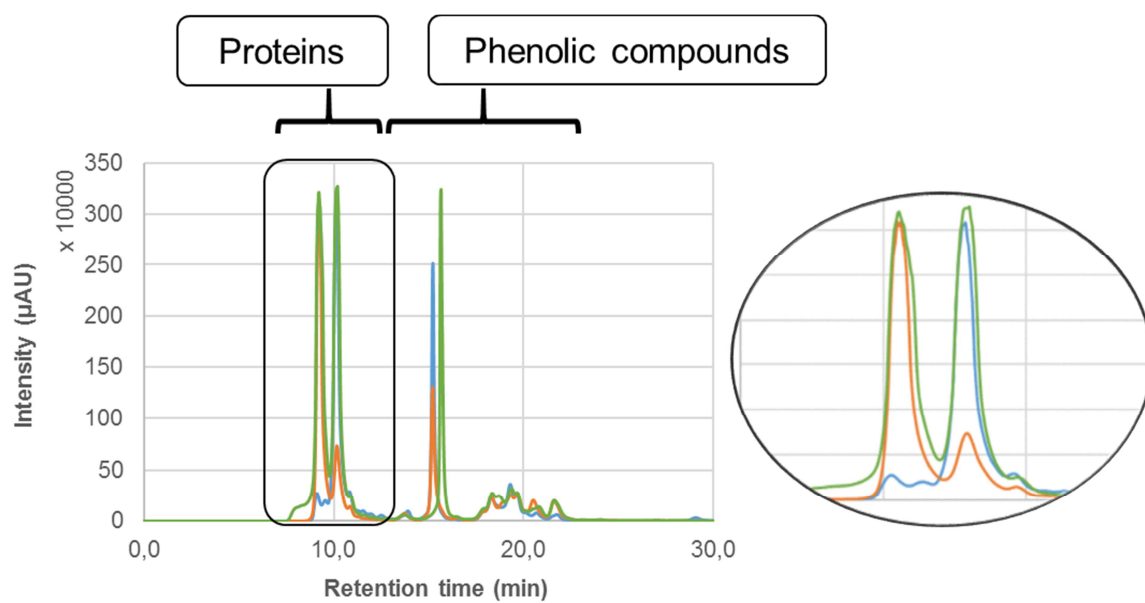 Proteins
Phenolic compounds
350
300
250
200
150
100
50
0
x 10000
Intensity (µAU)
0,0
10,0
20,0
30,0
Retention time (min)